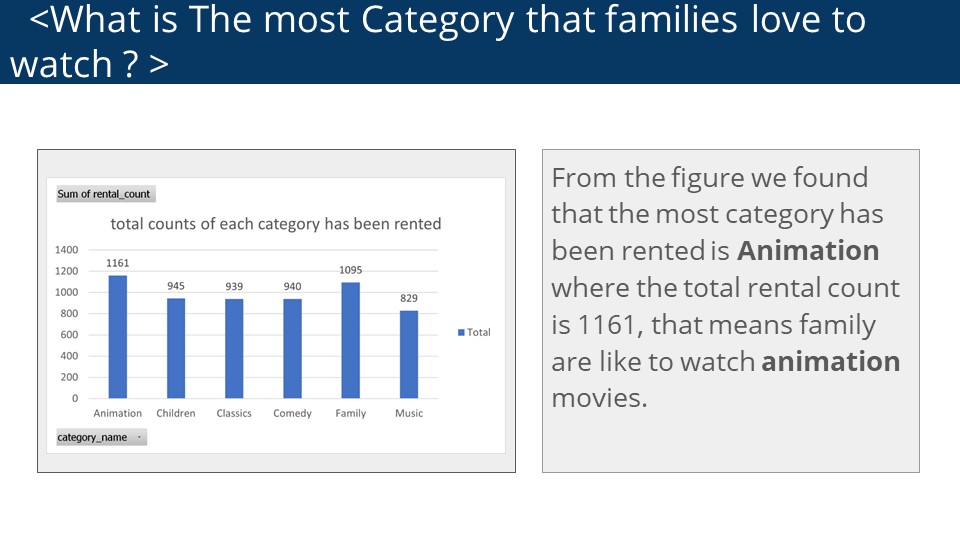 <What is The most Category that families love to
watch ? >
Sum of rental_count
total counts of each category has been rented
1400
1200
1000
800
600
400
200
0
1161
945
939
940
1095
829
Total
Animation
Children
Classics
Comedy
Family
Music
category_name
From the figure we found
that the most category has
been rented is Animation
where the total rental count
is 1161, that means family
are like to watch animation
movies.